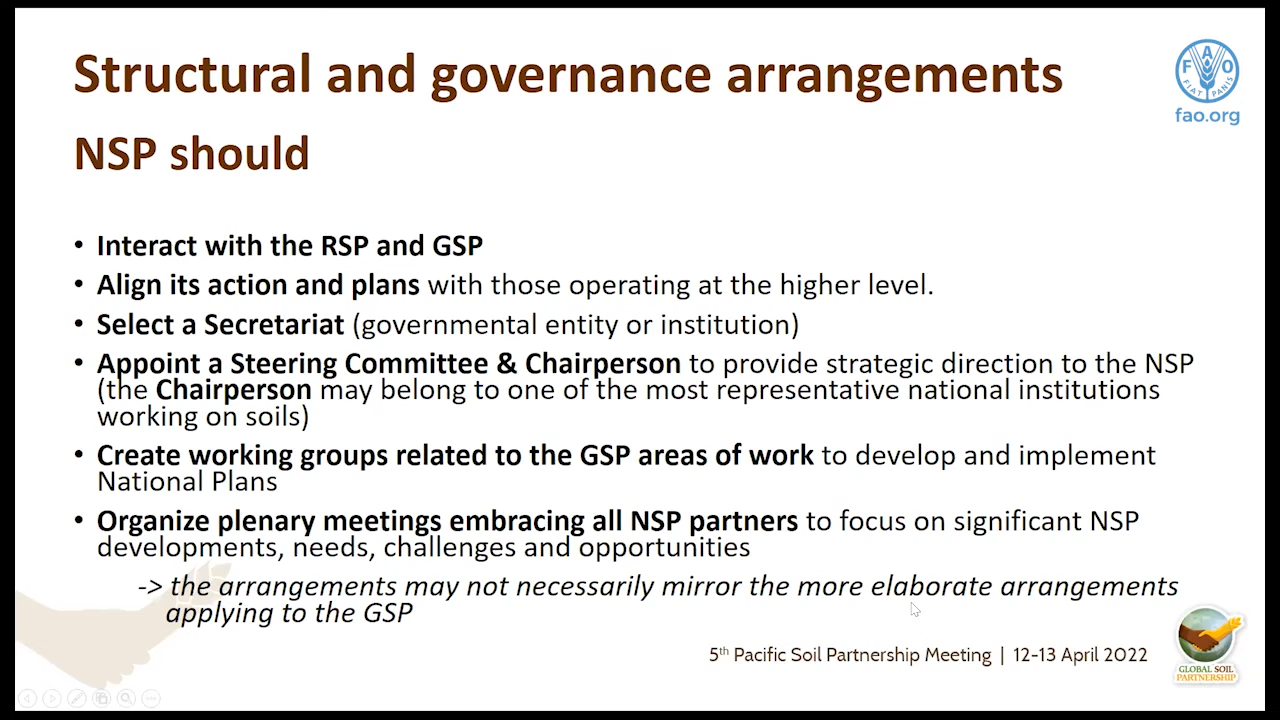 Structural and governance arrangements
NSP should
F A O
FIAT PANIS
fao.org
• Interact with the RSP and GSP
• Align its action and plans with those operating at the higher level.
• Select a Secretariat (governmental entity or institution)
• Appoint a Steering Committee & Chairperson to provide strategic direction to the NSP
(the Chairperson may belong to one of the most representative national institutions
working on soils)
• Create working groups related to the GSP areas of work to develop and implement
National Plans
• Organize plenary meetings embracing all NSP partners to focus on significant NSP
developments, needs, challenges and opportunities
-> the arrangements may not necessarily mirror the more elaborate arrangements
applying to the GSP
5th Pacific Soil Partnership Meeting | 12-13 April 2022
GLOBAL SOIL
PARTNERSHIP